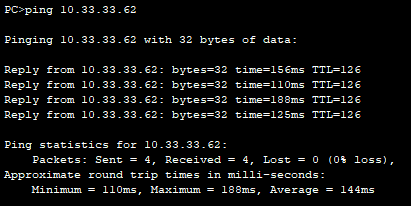 PC>ping 10.33.33.62
Pinging 10.33.33.62 with 32 bytes of data:
Reply from 10.33.33.62: bytes=32 time=156ms TTL=126
Reply from 10.33.33.62: bytes=32 time=110ms TTL=126
Reply from 10.33.33.62: bytes=32 time=188ms TTL=126
Reply from 10.33.33.62: bytes=32 time=125ms TTL=126
Ping statistics for 10.33.33.62:
    Packets: Sent = 4, Received = 4, Lost = 0 (0% loss),
Approximate round trip times in milli-seconds:
    Minimum = 110ms, Maximum = 188ms, Average = 144ms